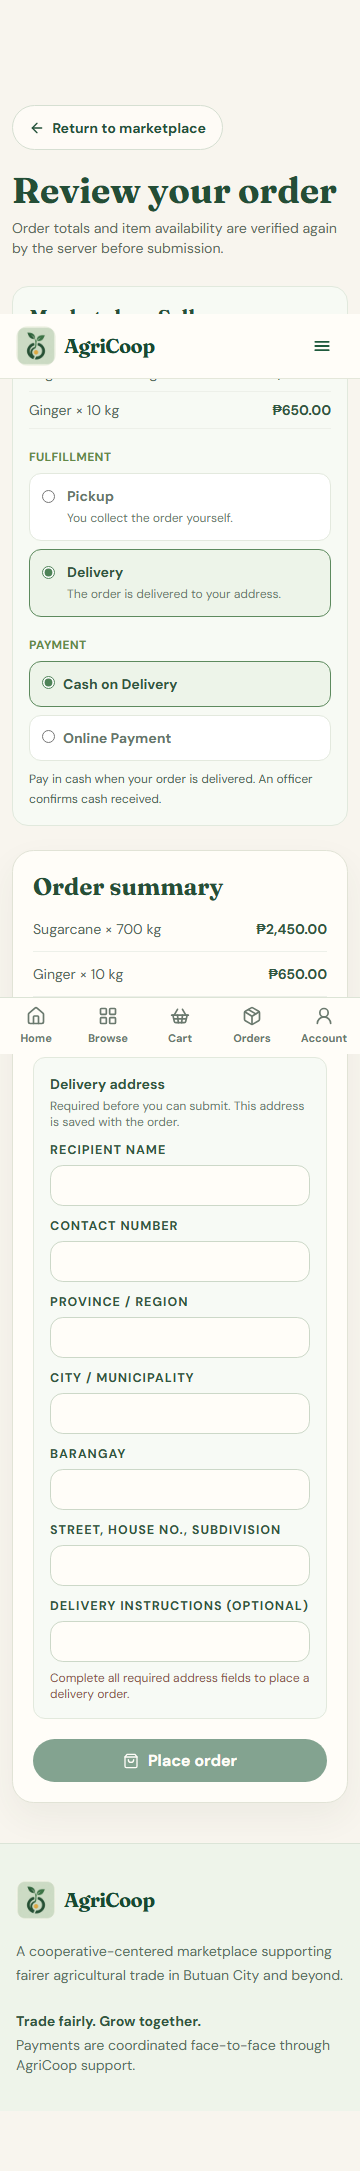 Return to marketplace
Review your order
Order totals and item availability are verified again
by the server before submission.
AgriCoop
Ginger × 10 kg ₱650.00
FULFILLMENT
Pickup
You collect the order yourself.
Delivery
The order is delivered to your address.
PAYMENT
Cash on Delivery
Online Payment
Pay in cash when your order is delivered. An officer
confirms cash received.
Order summary
Sugarcane × 700 kg ₱2,450.00
Ginger × 10 kg ₱650.00
Home Browse Cart Orders Account
Delivery address
Required before you can submit. This address
is saved with the order.
RECIPIENT NAME
CONTACT NUMBER
PROVINCE / REGION
CITY / MUNICIPALITY
BARANGAY
STREET, HOUSE NO., SUBDIVISION
DELIVERY INSTRUCTIONS (OPTIONAL)
Complete all required address fields to place a
delivery order.
Place order
AgriCoop
A cooperative-centered marketplace supporting
fairer agricultural trade in Butuan City and beyond.
Trade fairly. Grow together.
Payments are coordinated face-to-face through
AgriCoop support.